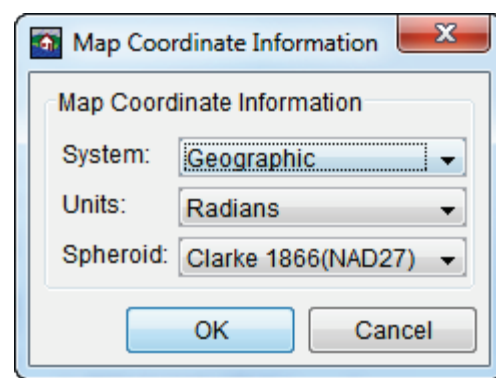 Map Coordinate Information
Map Coordinate Information
System: Geographic
Units: Radians
Spheroid: Clarke 1866(NAD27)
OK Cancel